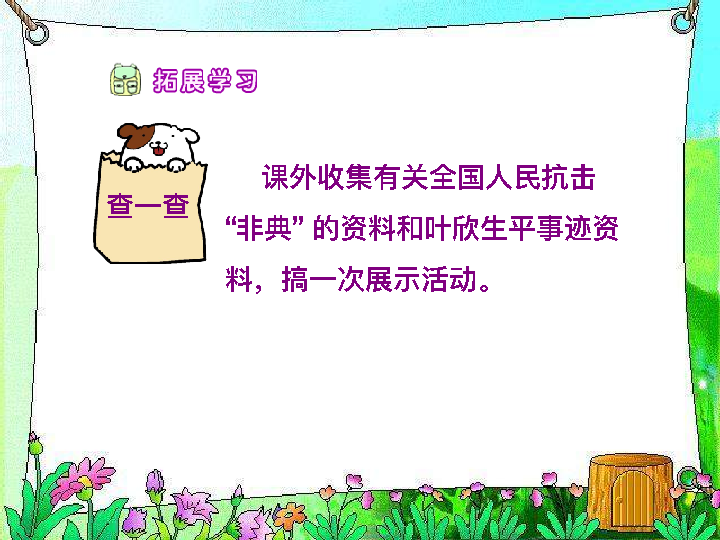 拓展学习
查一查
课外收集有关全国人民抗击
“非典” 的资料和叶欣生平事迹资
料，搞一次展示活动。